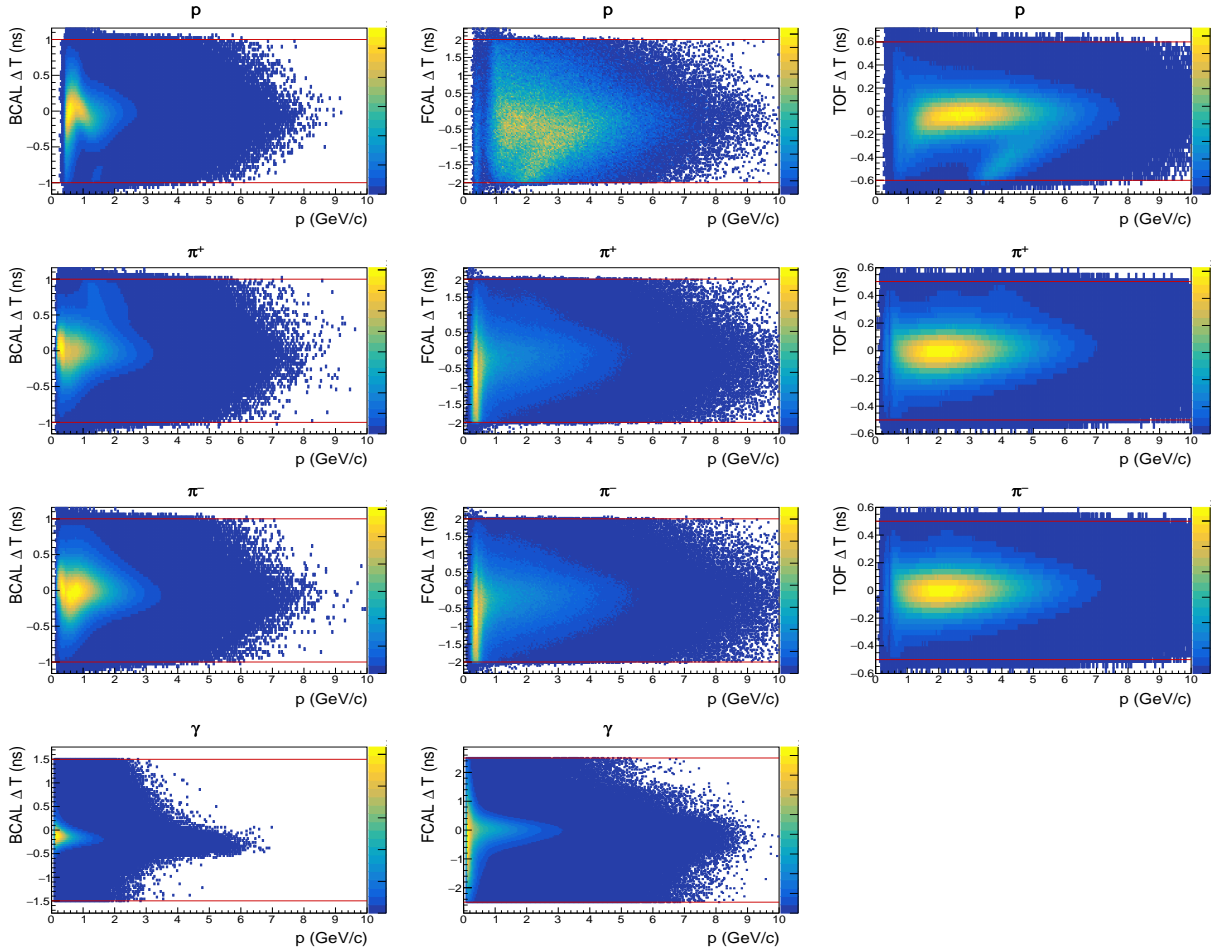 p
BCAL Δ T (ns)
1
0.5
0
−0.5
−1
0 1 2 3 4 5 6 7 8 9 10
p (GeV/c)
p
FCAL Δ T (ns)
2
1.5
1
0.5
0
−0.5
−1
−1.5
−2
0 1 2 3 4 5 6 7 8 9 10
p (GeV/c)
p
TOF Δ T (ns)
0.6
0.4
0.2
0
−0.2
−0.4
−0.6
0 1 2 3 4 5 6 7 8 9 10
p (GeV/c)
π⁺
BCAL Δ T (ns)
1
0.5
0
−0.5
−1
0 1 2 3 4 5 6 7 8 9 10
p (GeV/c)
π⁺
FCAL Δ T (ns)
2
1.5
1
0.5
0
−0.5
−1
−1.5
−2
0 1 2 3 4 5 6 7 8 9 10
p (GeV/c)
π⁺
TOF Δ T (ns)
0.6
0.4
0.2
0
−0.2
−0.4
−0.6
0 1 2 3 4 5 6 7 8 9 10
p (GeV/c)
π⁻
BCAL Δ T (ns)
1
0.5
0
−0.5
−1
0 1 2 3 4 5 6 7 8 9 10
p (GeV/c)
π⁻
FCAL Δ T (ns)
2
1.5
1
0.5
0
−0.5
−1
−1.5
−2
0 1 2 3 4 5 6 7 8 9 10
p (GeV/c)
π⁻
TOF Δ T (ns)
0.6
0.4
0.2
0
−0.2
−0.4
−0.6
0 1 2 3 4 5 6 7 8 9 10
p (GeV/c)
γ
BCAL Δ T (ns)
1.5
1
0.5
0
−0.5
−1
−1.5
0 1 2 3 4 5 6 7 8 9 10
p (GeV/c)
γ
FCAL Δ T (ns)
2
1
0
−1
−2
0 1 2 3 4 5 6 7 8 9 10
p (GeV/c)